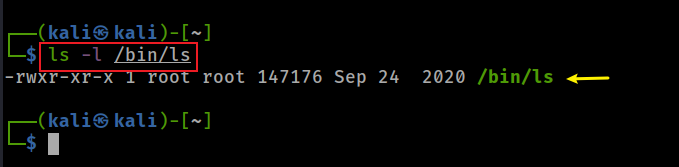 ┌──(kali㉿kali)-[~]
└─$ ls -l /bin/ls
-rwxr-xr-x 1 root root 147176 Sep 24  2020 /bin/ls
┌──(kali㉿kali)-[~]
└─$